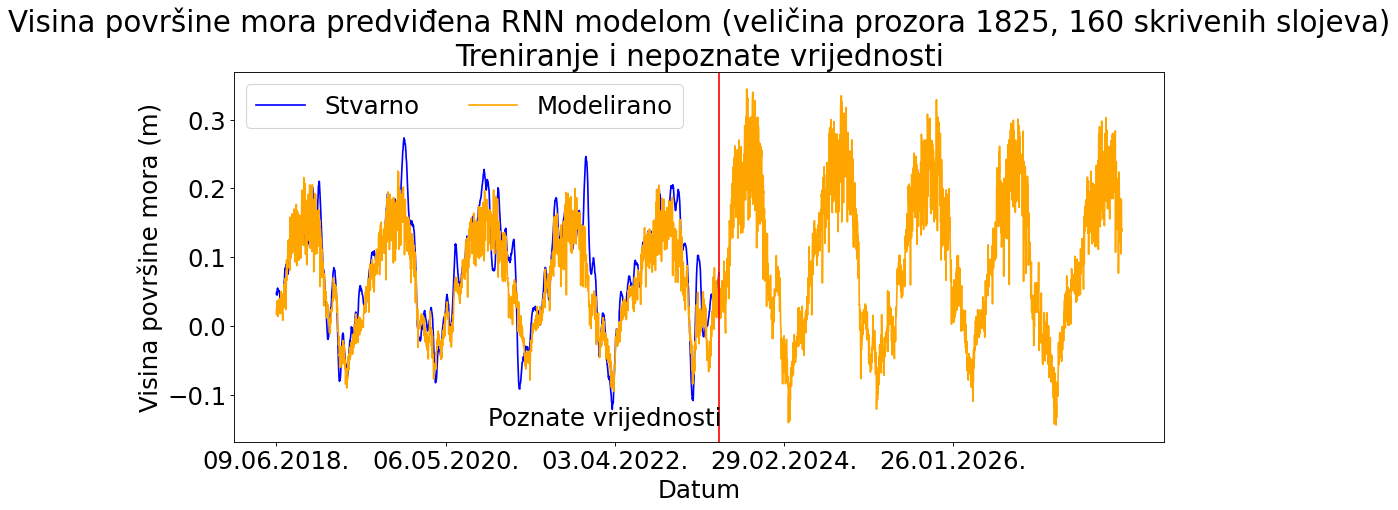 Visina površine mora predviđena RNN modelom (veličina prozora 1825, 160 skrivenih slojeva)
Treniranje i nepoznate vrijednosti
Stvarno
Modelirano
Visina površine mora (m)
0.3
0.2
0.1
0.0
−0.1
Poznate vrijednosti
09.06.2018.
06.05.2020.
03.04.2022.
29.02.2024.
26.01.2026.
Datum